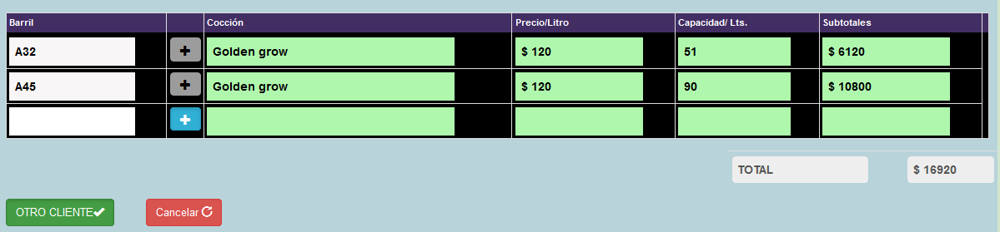 Barril Cocción Precio/Litro Capacidad/ Lts. Subtotales
A32 Golden grow $ 120 51 $ 6120
A45 Golden grow $ 120 90 $ 10800
TOTAL $ 16920
OTRO CLIENTE Cancelar